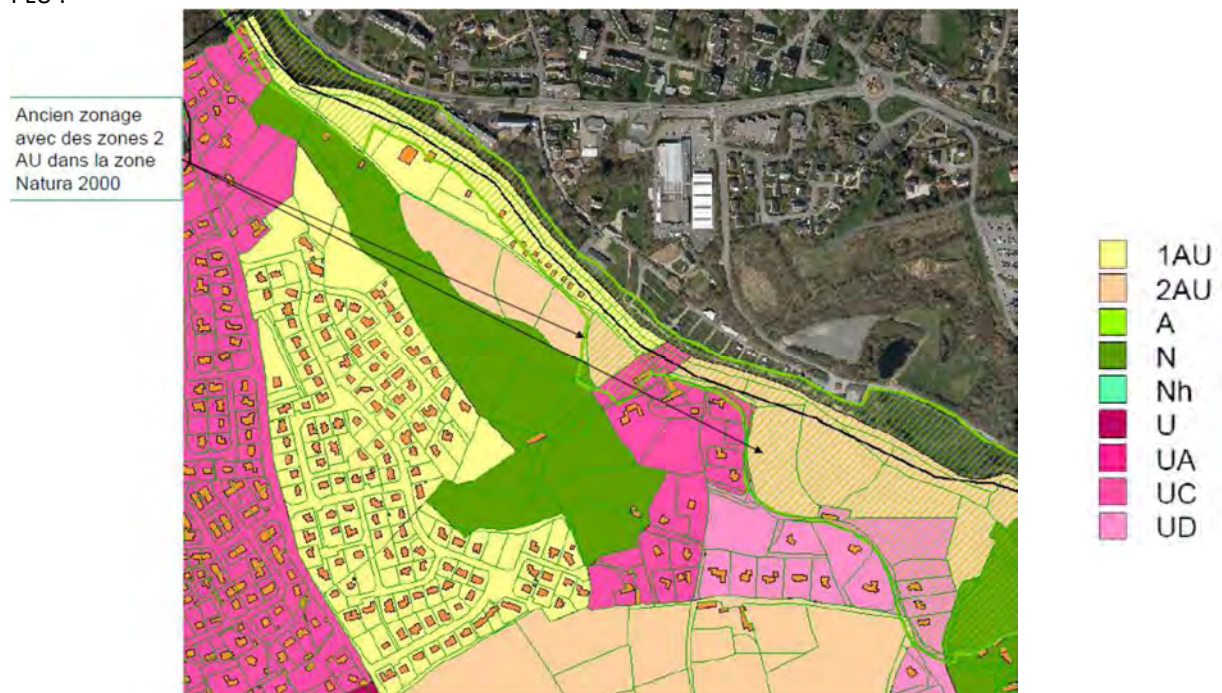 PLU :
Ancien zonage
avec des zones 2
AU dans la zone
Natura 2000
1AU
2AU
A
N
Nh
U
UA
UC
UD